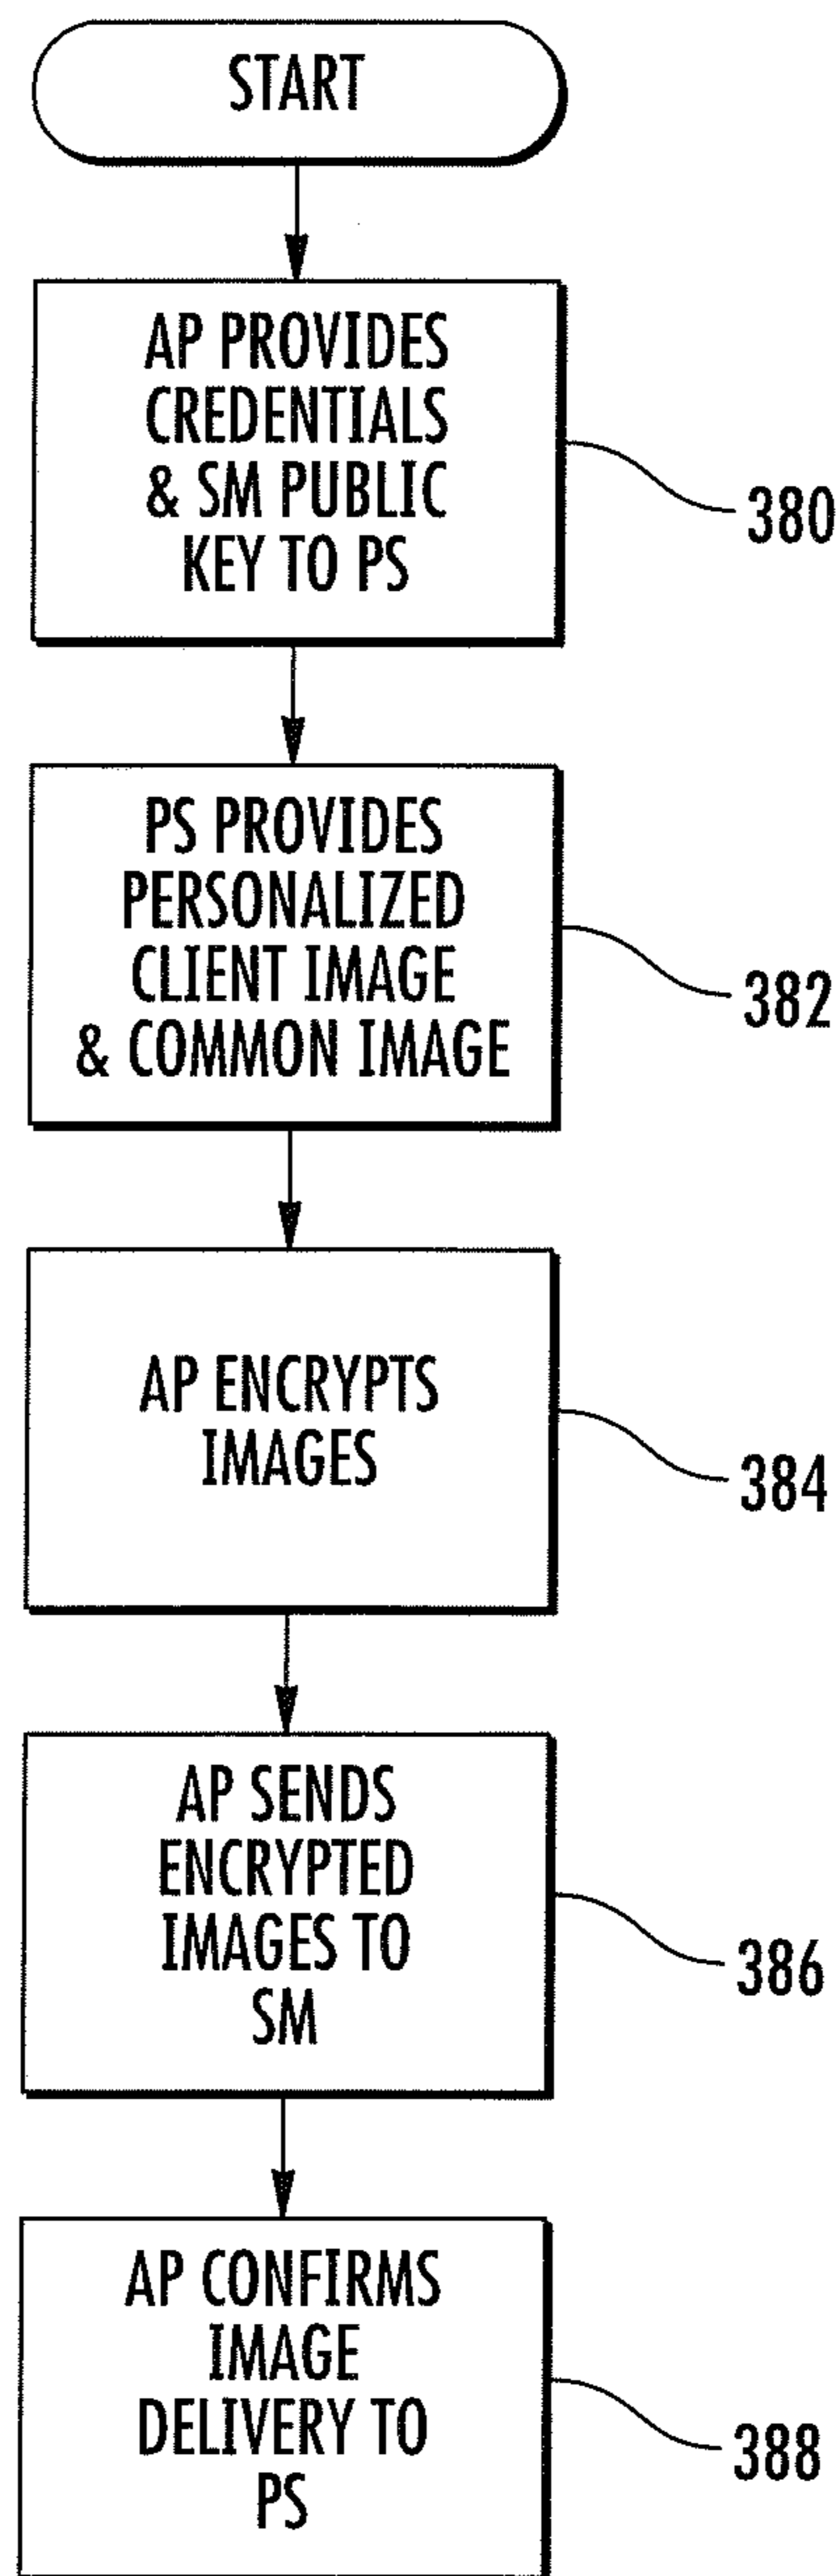 START
AP PROVIDES
CREDENTIALS
& SM PUBLIC
KEY TO PS
380
PS PROVIDES
PERSONALIZED
CLIENT IMAGE
& COMMON IMAGE
382
AP ENCRYPTS
IMAGES
384
AP SENDS
ENCRYPTED
IMAGES TO
SM
386
AP CONFIRMS
IMAGE
DELIVERY TO
PS
388